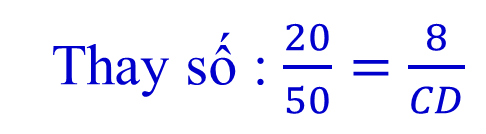 Thay số : 20/50 = 8/CD